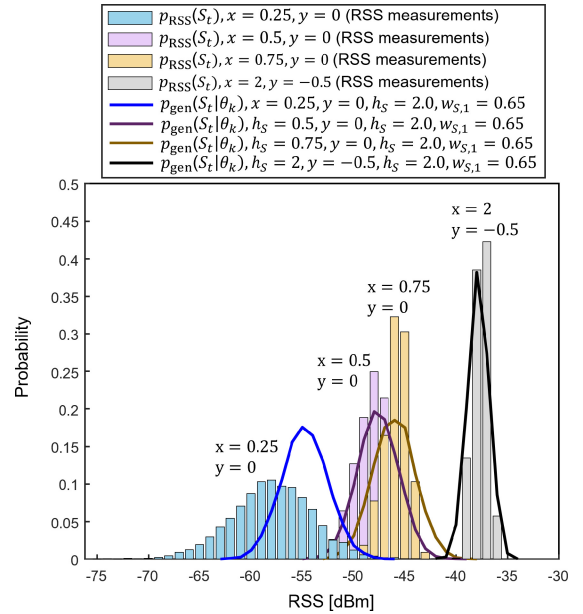 p_RSS(S_t), x = 0.25, y = 0 (RSS measurements)
p_RSS(S_t), x = 0.5, y = 0 (RSS measurements)
p_RSS(S_t), x = 0.75, y = 0 (RSS measurements)
p_RSS(S_t), x = 2, y = −0.5 (RSS measurements)
p_gen(S_t|θ_k), x = 0.25, y = 0, h_S = 2.0, w_{S,1} = 0.65
p_gen(S_t|θ_k), h_S = 0.5, y = 0, h_S = 2.0, w_{S,1} = 0.65
p_gen(S_t|θ_k), h_S = 0.75, y = 0, h_S = 2.0, w_{S,1} = 0.65
p_gen(S_t|θ_k), h_S = 2, y = −0.5, h_S = 2.0, w_{S,1} = 0.65
0.5
0.45
0.4
0.35
0.3
0.25
0.2
0.15
0.1
0.05
0
Probability
x = 2
y = −0.5
x = 0.75
y = 0
x = 0.5
y = 0
x = 0.25
y = 0
-75 -70 -65 -60 -55 -50 -45 -40 -35 -30
RSS [dBm]